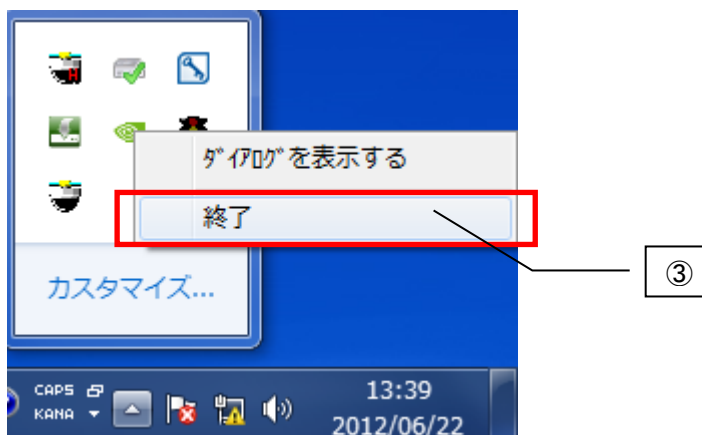 ﾀﾞｲｱﾛｸﾞを表示する
終了
③
カスタマイズ...
CAPS
KANA
13:39
2012/06/22